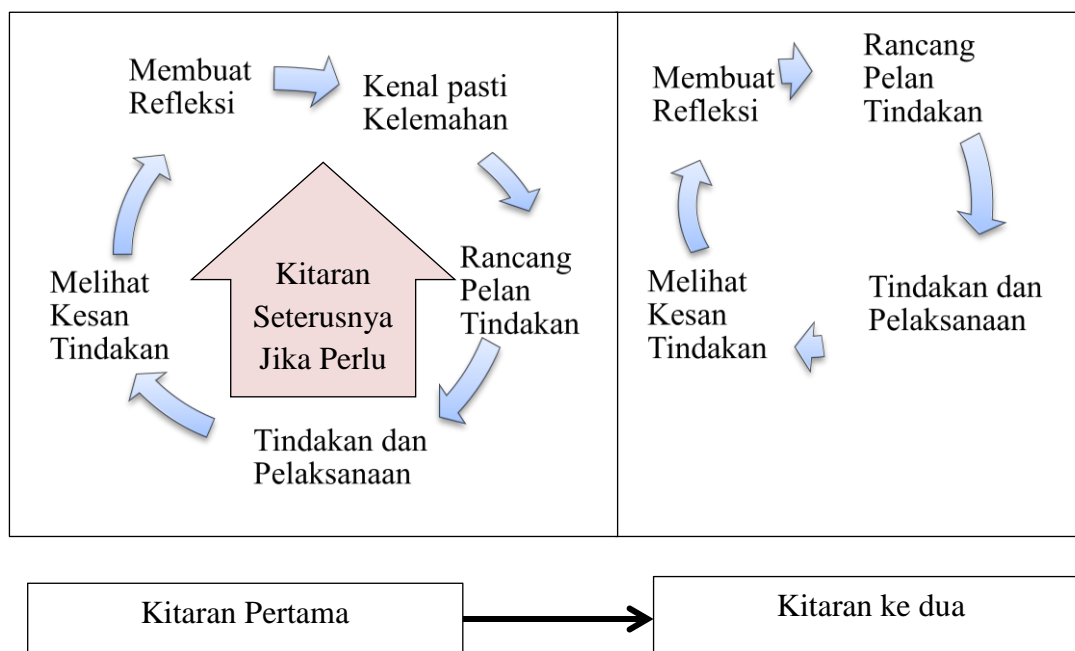 Membuat
Refleksi
Kenal pasti
Kelemahan
Rancang
Pelan
Tindakan
Tindakan dan
Pelaksanaan
Melihat
Kesan
Tindakan
Kitaran
Seterusnya
Jika Perlu
Membuat
Refleksi
Rancang
Pelan
Tindakan
Tindakan dan
Pelaksanaan
Melihat
Kesan
Tindakan
Kitaran Pertama
Kitaran ke dua